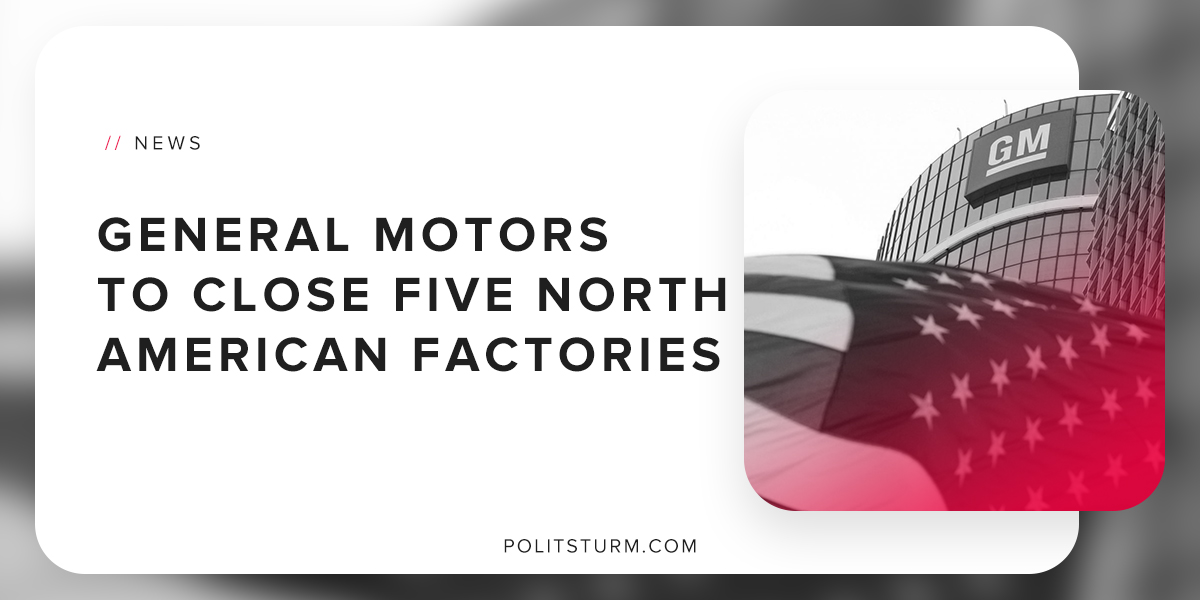 // NEWS
GENERAL MOTORS
TO CLOSE FIVE NORTH
AMERICAN FACTORIES
GM
POLITSTURM.COM